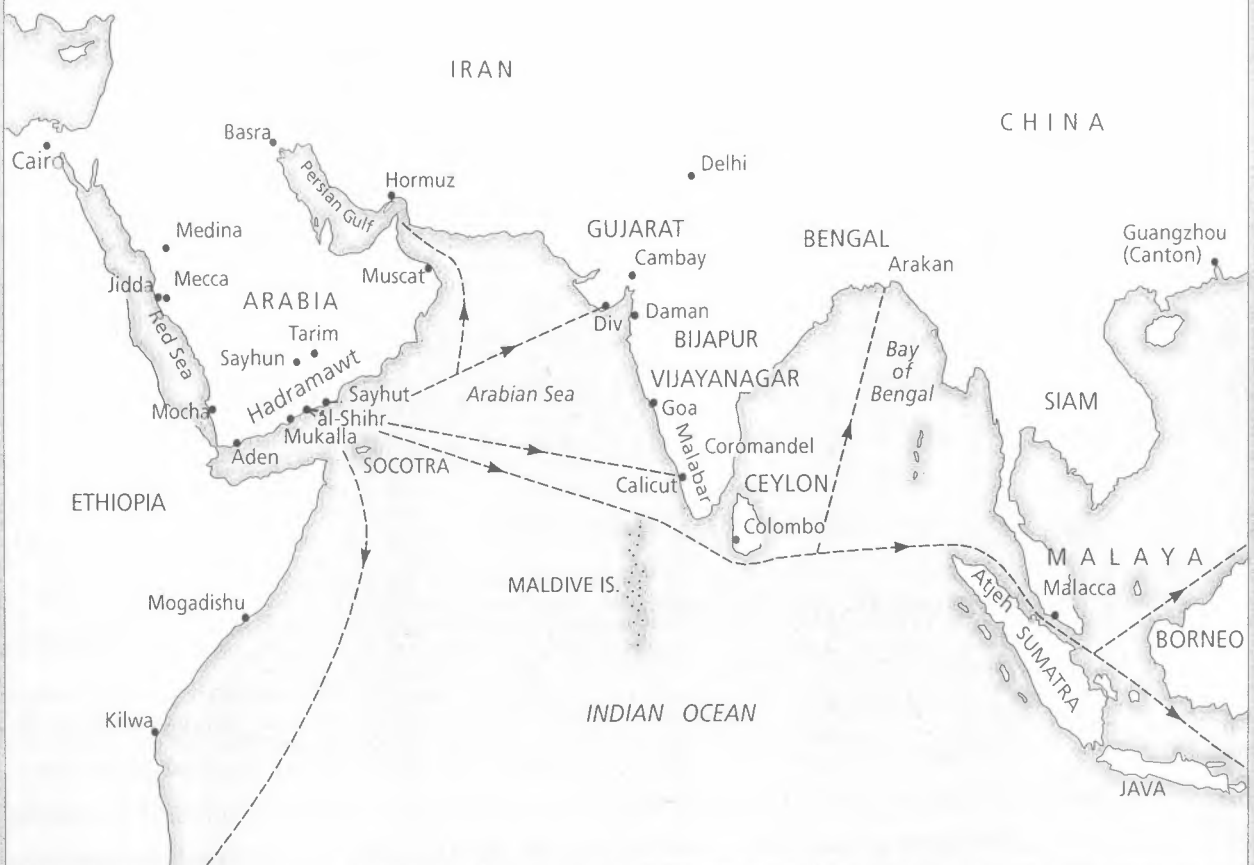 IRAN
CHINA
Basra
Cairo
Delhi
Persian Gulf
Hormuz
GUJARAT
BENGAL
Guangzhou
(Canton)
Medina
Cambay
Arakan
Jidda
Mecca
Muscat
ARABIA
Red Sea
Div
Daman
Tarim
BIJAPUR
Bay
of
Bengal
Sayhun
Hadramawt
VIJAYANAGAR
Sayhut
Arabian Sea
SIAM
Mocha
al-Shihr
Goa
Mukalla
Malabar
Coromandel
Aden
SOCOTRA
Calicut
CEYLON
ETHIOPIA
Colombo
MALAYA
MALDIVE IS.
Atjeh
Malacca
Mogadishu
SUMATRA
BORNEO
Kilwa
INDIAN OCEAN
JAVA